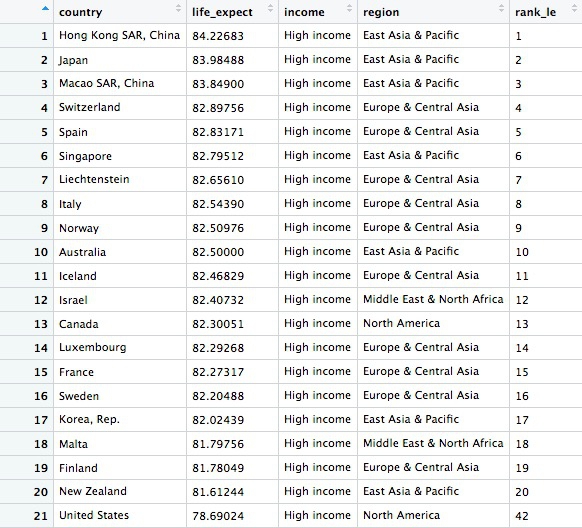 country life_expect income region rank_le
1 Hong Kong SAR, China 84.22683 High income East Asia & Pacific 1
2 Japan 83.98488 High income East Asia & Pacific 2
3 Macao SAR, China 83.84900 High income East Asia & Pacific 3
4 Switzerland 82.89756 High income Europe & Central Asia 4
5 Spain 82.83171 High income Europe & Central Asia 5
6 Singapore 82.79512 High income East Asia & Pacific 6
7 Liechtenstein 82.65610 High income Europe & Central Asia 7
8 Italy 82.54390 High income Europe & Central Asia 8
9 Norway 82.50976 High income Europe & Central Asia 9
10 Australia 82.50000 High income East Asia & Pacific 10
11 Iceland 82.46829 High income Europe & Central Asia 11
12 Israel 82.40732 High income Middle East & North Africa 12
13 Canada 82.30051 High income North America 13
14 Luxembourg 82.29268 High income Europe & Central Asia 14
15 France 82.27317 High income Europe & Central Asia 15
16 Sweden 82.20488 High income Europe & Central Asia 16
17 Korea, Rep. 82.02439 High income East Asia & Pacific 17
18 Malta 81.79756 High income Middle East & North Africa 18
19 Finland 81.78049 High income Europe & Central Asia 19
20 New Zealand 81.61244 High income East Asia & Pacific 20
21 United States 78.69024 High income North America 42